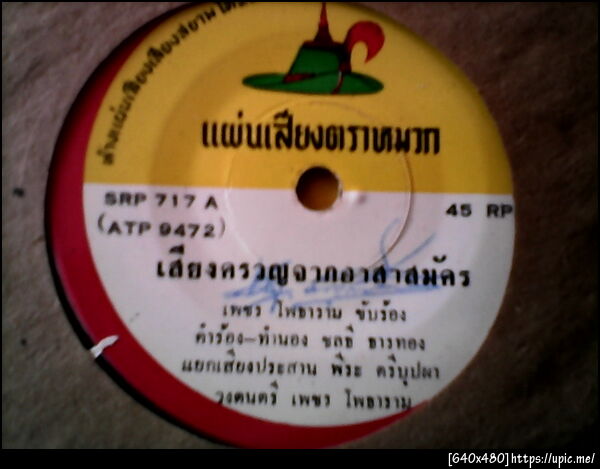 แผ่นเสียงตราหมวก
SRP 717 A
(ATP 9472)
45 RP
เสียงครวญจากอาสาสมัคร
เพชร โพธาราม ขับร้อง
คำร้อง-ทำนอง ชลธี ธารทอง
แยกเสียงประสาน พีระ ตรีบุปผา
วงดนตรี เพชร โพธาราม
[640x480]https://upic.me/